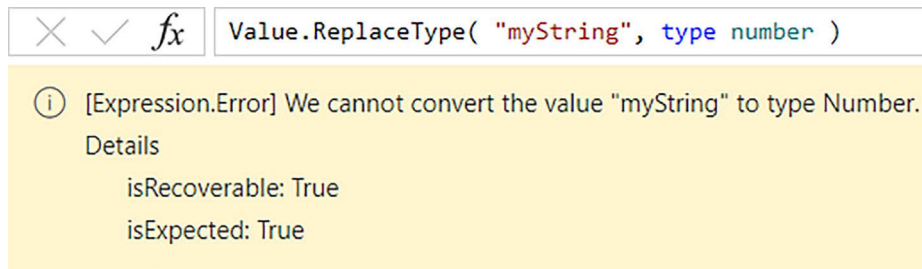 fx Value.ReplaceType( "myString", type number )
[Expression.Error] We cannot convert the value "myString" to type Number.
Details
isRecoverable: True
isExpected: True